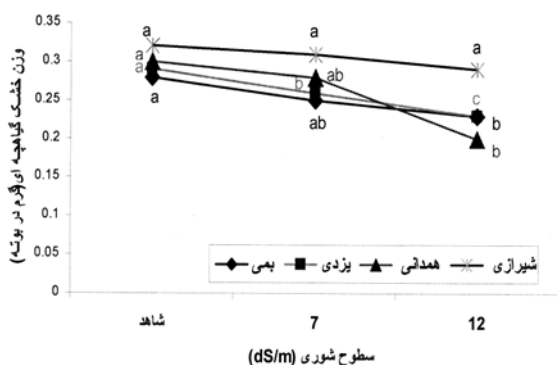 وزن خشک گیاهچه ای(گرم در بوته)
0.35
0.3
0.25
0.2
0.15
0.1
0.05
0
a
a
a
a
a
a
ab
b
ab
c
b
b
بمی
یزدی
همدانی
شیرازی
شاهد
7
12
سطوح شوری (dS/m)